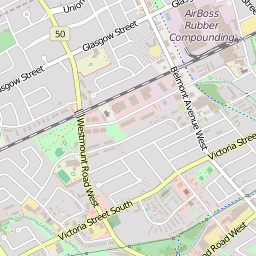 Union
AirBoss
Rubber
Compounding
50
Glasgow Street
Glasgow Street
Belmont Avenue West
Westmount Road West
Victoria Street
Victoria Street South
Road West